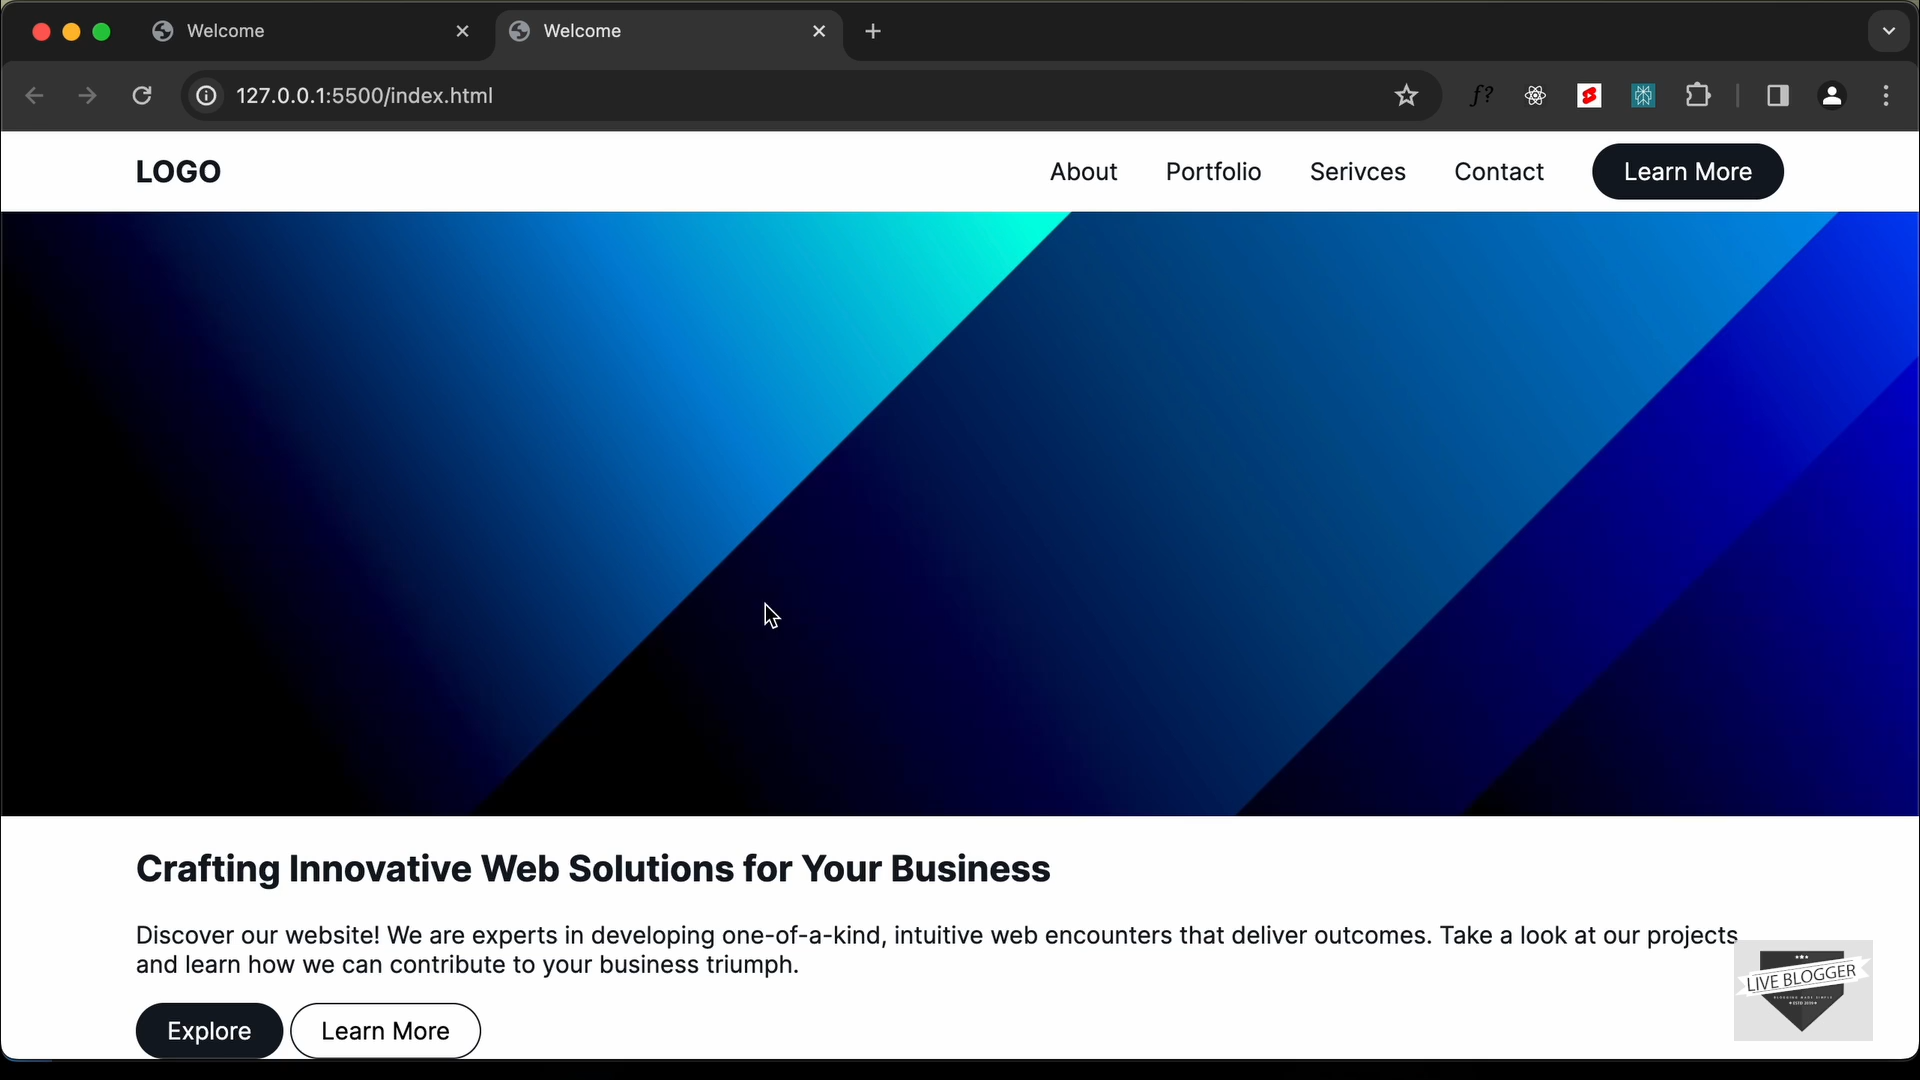 Welcome
Welcome
127.0.0.1:5500/index.html
f?
LOGO
About
Portfolio
Serivces
Contact
Learn More
Crafting Innovative Web Solutions for Your Business
Discover our website! We are experts in developing one-of-a-kind, intuitive web encounters that deliver outcomes. Take a look at our projects
and learn how we can contribute to your business triumph.
Explore
Learn More
LIVE BLOGGER